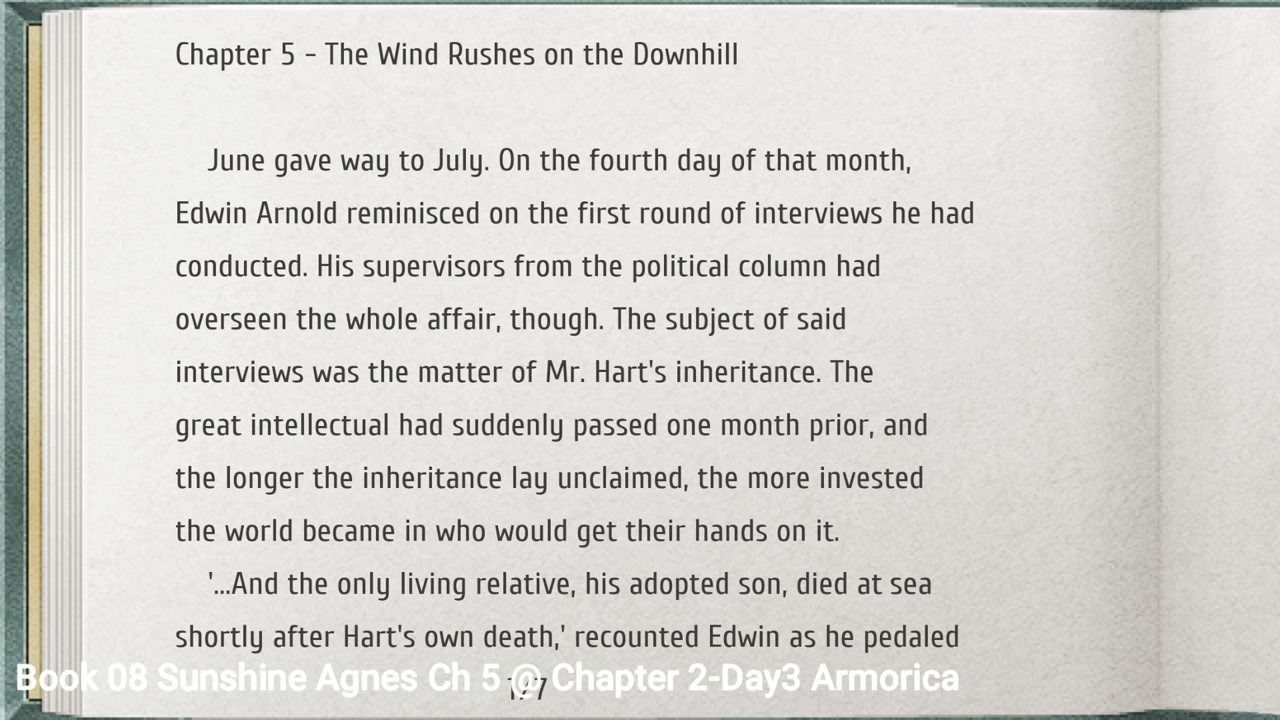 Chapter 5 - The Wind Rushes on the Downhill
June gave way to July. On the fourth day of that month,
Edwin Arnold reminisced on the first round of interviews he had
conducted. His supervisors from the political column had
overseen the whole affair, though. The subject of said
interviews was the matter of Mr. Hart's inheritance. The
great intellectual had suddenly passed one month prior, and
the longer the inheritance lay unclaimed, the more invested
the world became in who would get their hands on it.
'...And the only living relative, his adopted son, died at sea
shortly after Hart's own death,' recounted Edwin as he pedaled
Book 08 Sunshine Agnes Ch 5 @ Chapter 2-Day3 Armorica